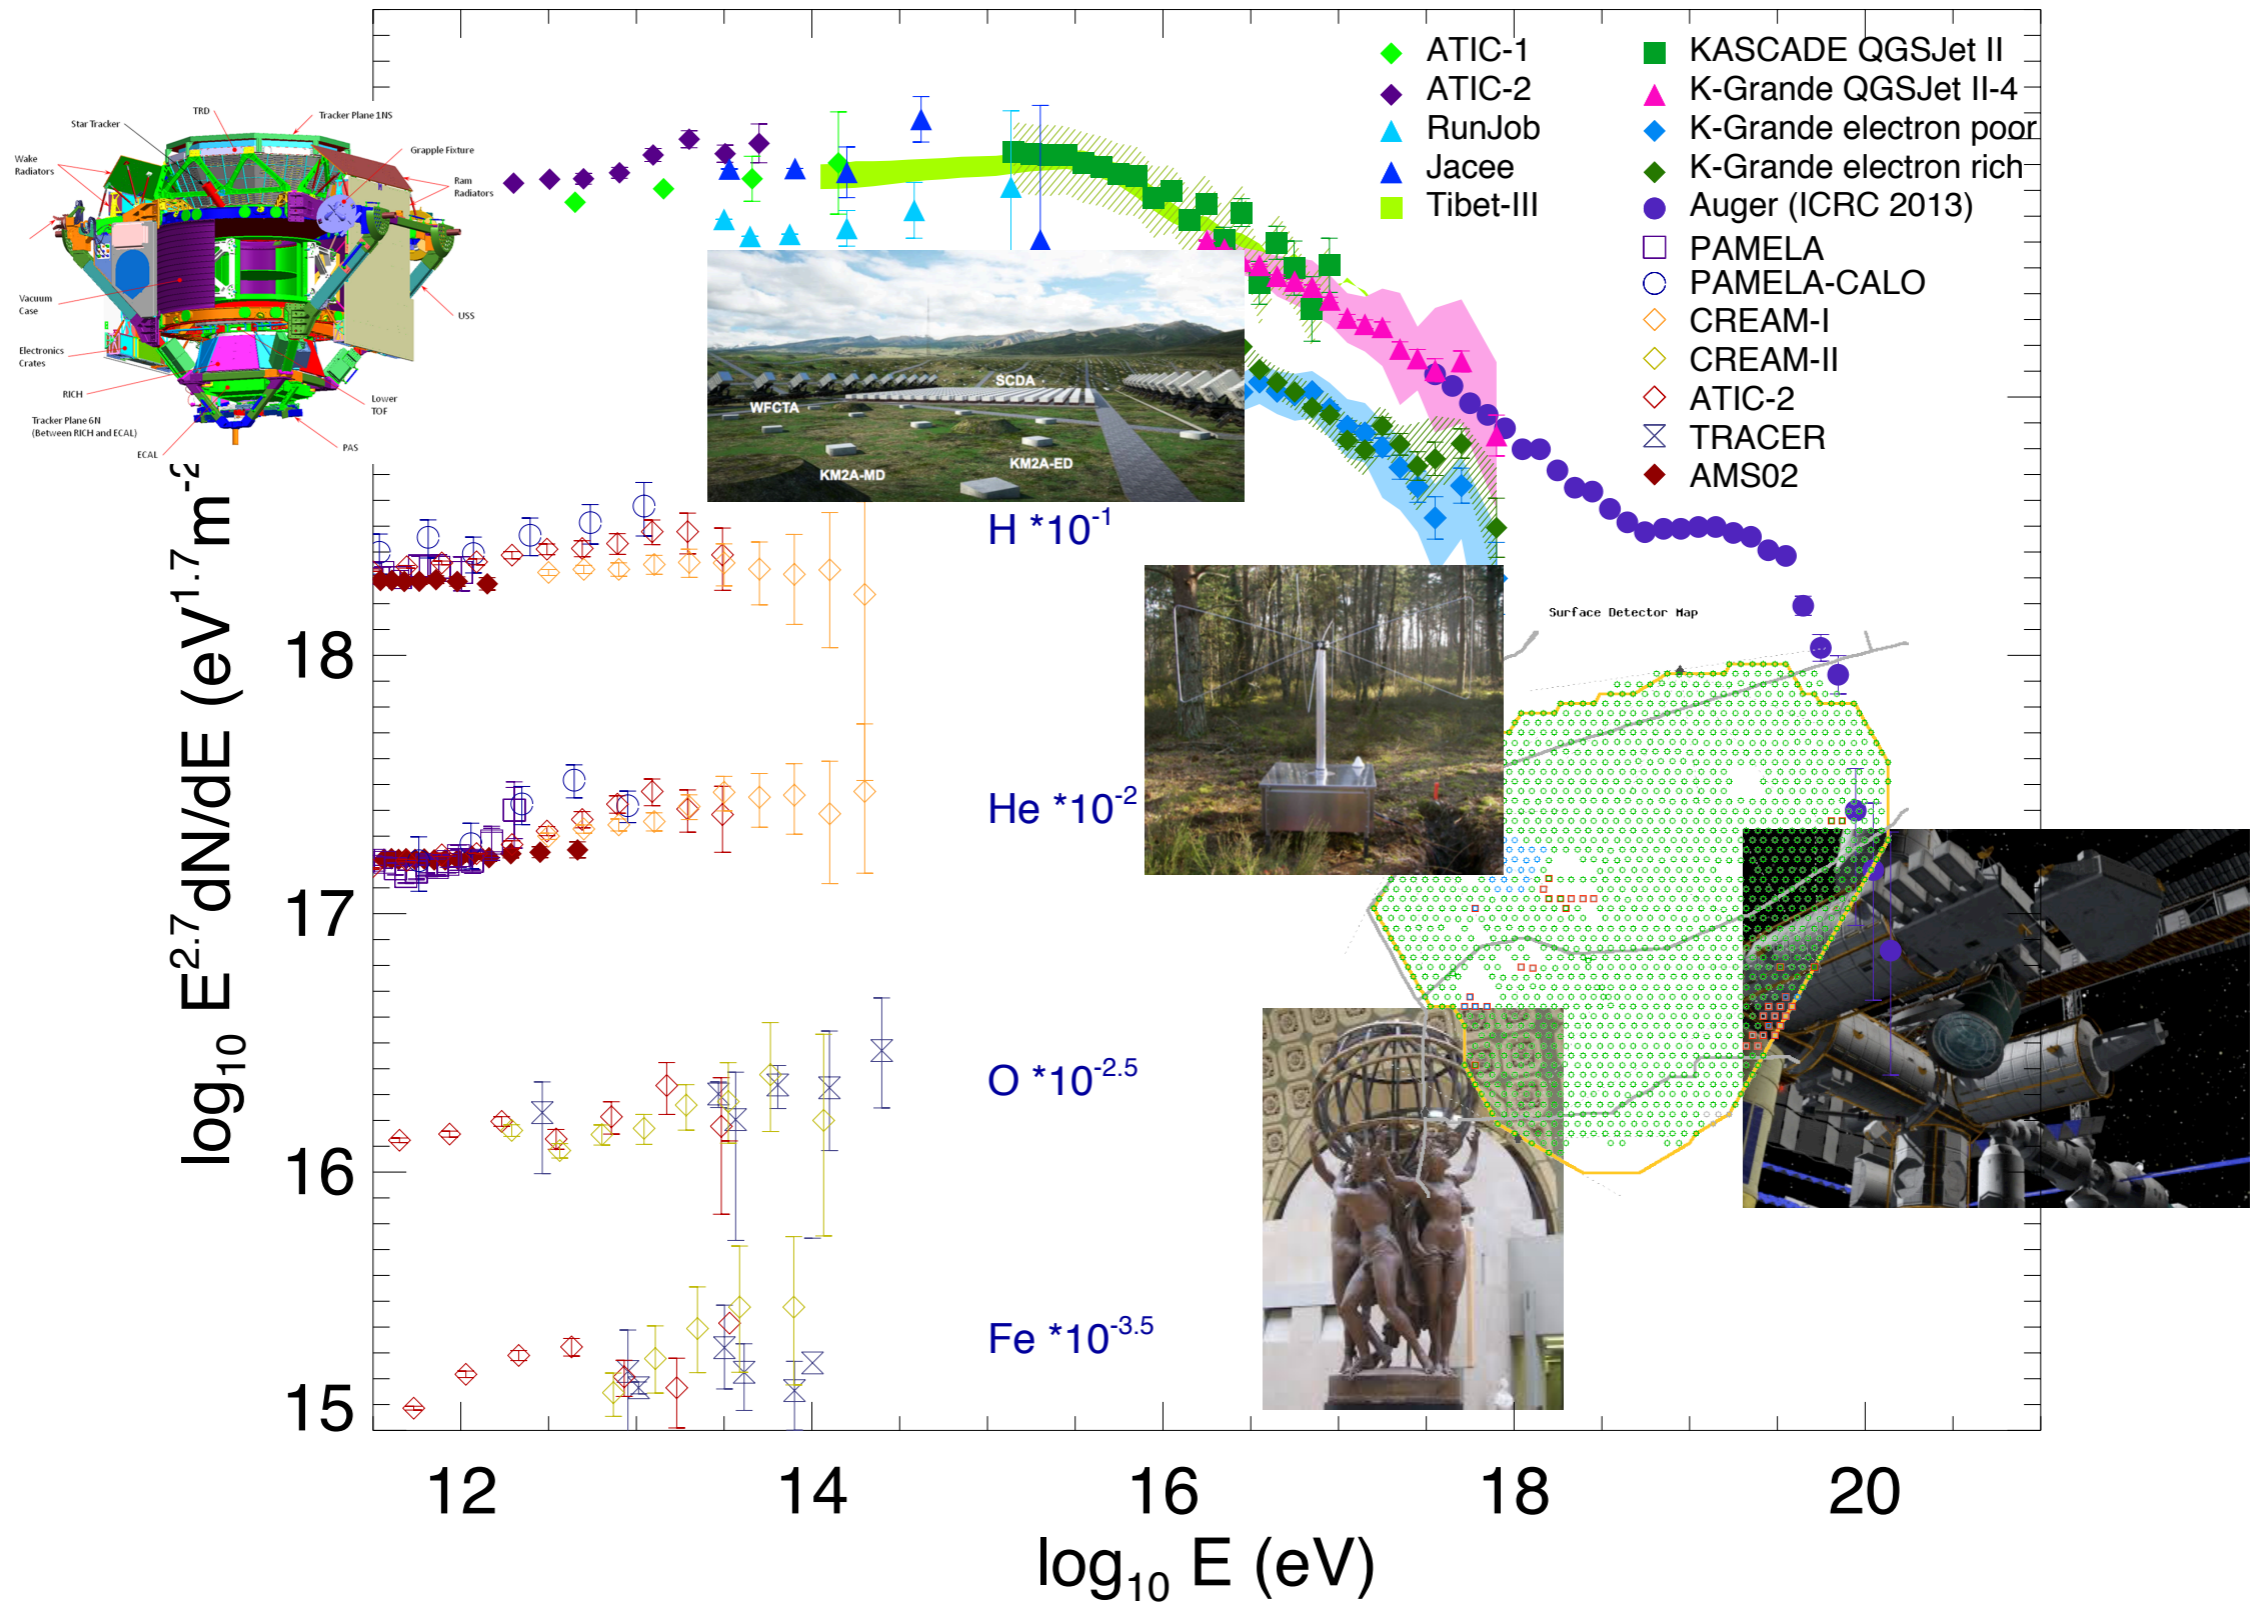 ATIC-1
ATIC-2
RunJob
Jacee
Tibet-III
KASCADE QGSJet II
K-Grande QGSJet II-4
K-Grande electron poor
K-Grande electron rich
Auger (ICRC 2013)
PAMELA
PAMELA-CALO
CREAM-I
CREAM-II
ATIC-2
TRACER
AMS02
TRD
Tracker Plane 1NS
Star Tracker
Grapple Fixture
Wake
Radiators
Ram
Radiators
Vacuum
Case
USS
Electronics
Crates
RICH
Lower
TOF
Tracker Plane 6N
(Between RICH and ECAL)
ECAL
PAS
SCDA
WFCTA
KM2A-ED
KM2A-MD
H *10-1
He *10-2
O *10-2.5
Fe *10-3.5
Surface Detector Map
log10 E2.7dN/dE (eV1.7m-2
18
17
16
15
12 14 16 18 20
log10 E (eV)